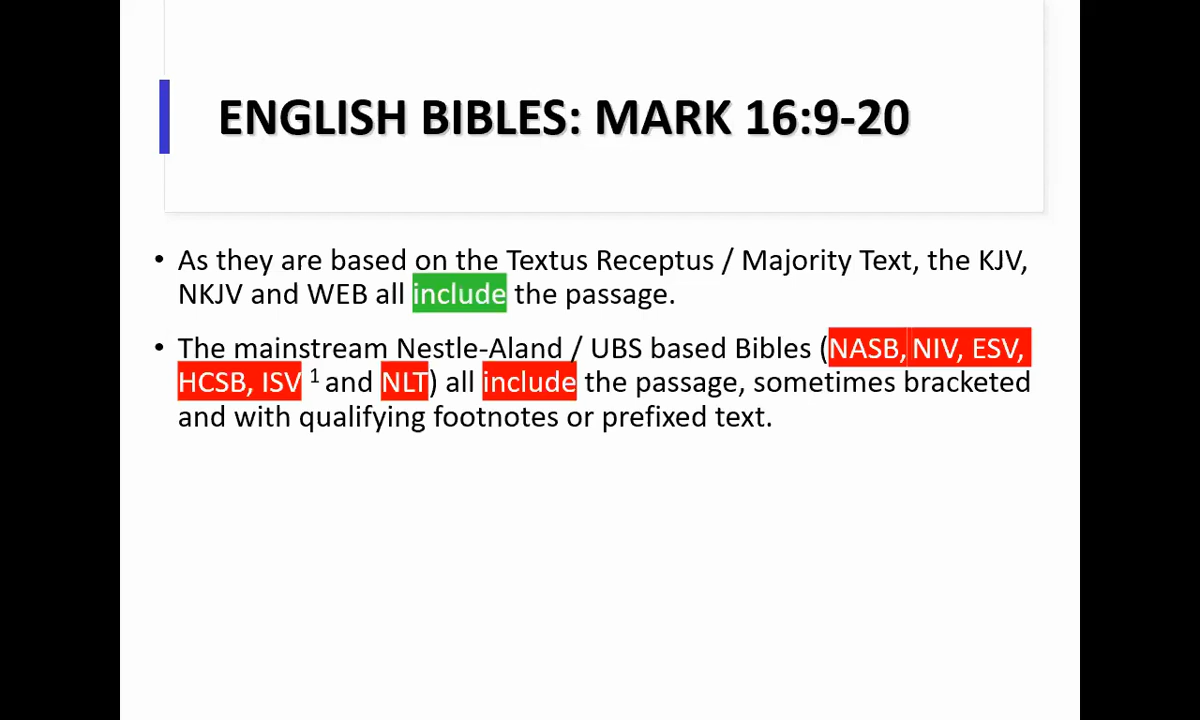 ENGLISH BIBLES: MARK 16:9-20
• As they are based on the Textus Receptus / Majority Text, the KJV,
NKJV and WEB all include the passage.
• The mainstream Nestle-Aland / UBS based Bibles (NASB, NIV, ESV,
HCSB, ISV ¹ and NLT) all include the passage, sometimes bracketed
and with qualifying footnotes or prefixed text.